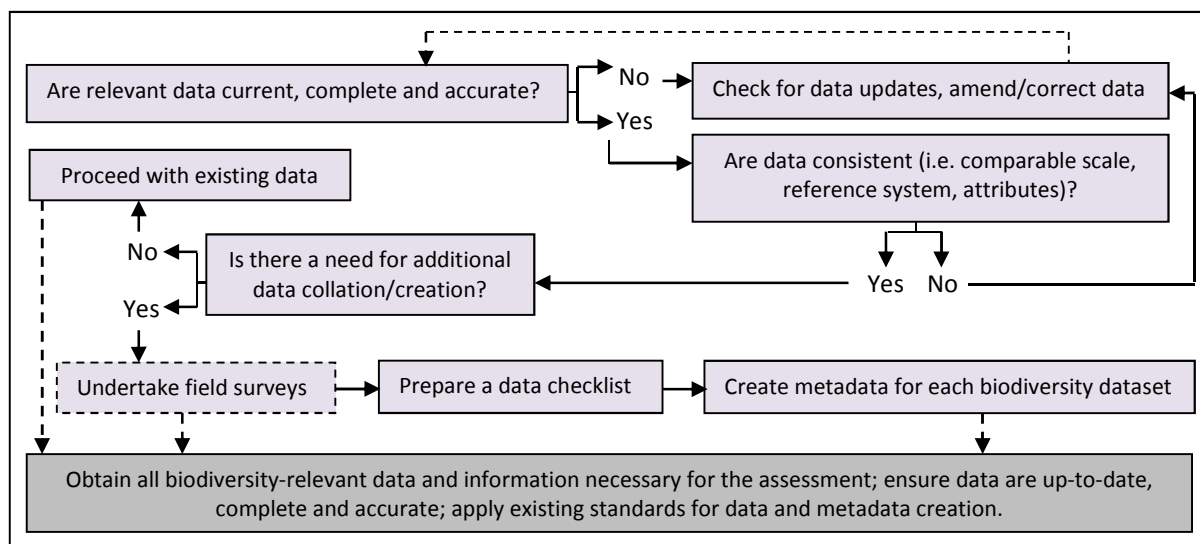 Are relevant data current, complete and accurate?
No
Yes
Check for data updates, amend/correct data
Are data consistent (i.e. comparable scale,
reference system, attributes)?
Yes
No
Proceed with existing data
No
Yes
Is there a need for additional
data collation/creation?
Undertake field surveys
Prepare a data checklist
Create metadata for each biodiversity dataset
Obtain all biodiversity-relevant data and information necessary for the assessment; ensure data are up-to-date,
complete and accurate; apply existing standards for data and metadata creation.